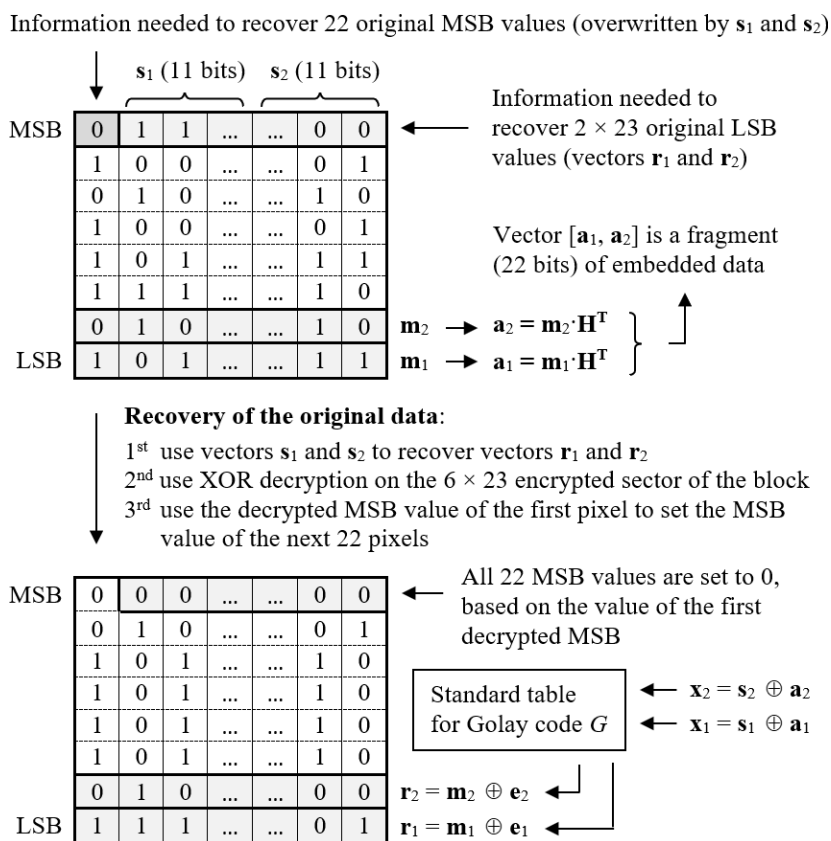 Information needed to recover 22 original MSB values (overwritten by s₁ and s₂)
s₁ (11 bits) s₂ (11 bits)
Information needed to
recover 2 × 23 original LSB
values (vectors r₁ and r₂)
MSB 0 1 1 ... ... 0 0
1 0 0 ... ... 0 1
0 1 0 ... ... 1 0
1 0 0 ... ... 0 1
1 0 1 ... ... 1 1
1 1 1 ... ... 1 0
0 1 0 ... ... 1 0
LSB 1 0 1 ... ... 1 1
Vector [a₁, a₂] is a fragment
(22 bits) of embedded data
m₂ → a₂ = m₂·Hᵀ
m₁ → a₁ = m₁·Hᵀ
Recovery of the original data:
1ˢᵗ use vectors s₁ and s₂ to recover vectors r₁ and r₂
2ⁿᵈ use XOR decryption on the 6 × 23 encrypted sector of the block
3ʳᵈ use the decrypted MSB value of the first pixel to set the MSB
value of the next 22 pixels
MSB 0 0 0 ... ... 0 0
0 1 0 ... ... 0 1
1 0 1 ... ... 1 0
1 0 1 ... ... 1 0
1 0 1 ... ... 1 0
1 0 1 ... ... 1 0
0 1 0 ... ... 0 0
LSB 1 1 1 ... ... 0 1
All 22 MSB values are set to 0,
based on the value of the first
decrypted MSB
Standard table
for Golay code G
x₂ = s₂ ⊕ a₂
x₁ = s₁ ⊕ a₁
r₂ = m₂ ⊕ e₂
r₁ = m₁ ⊕ e₁